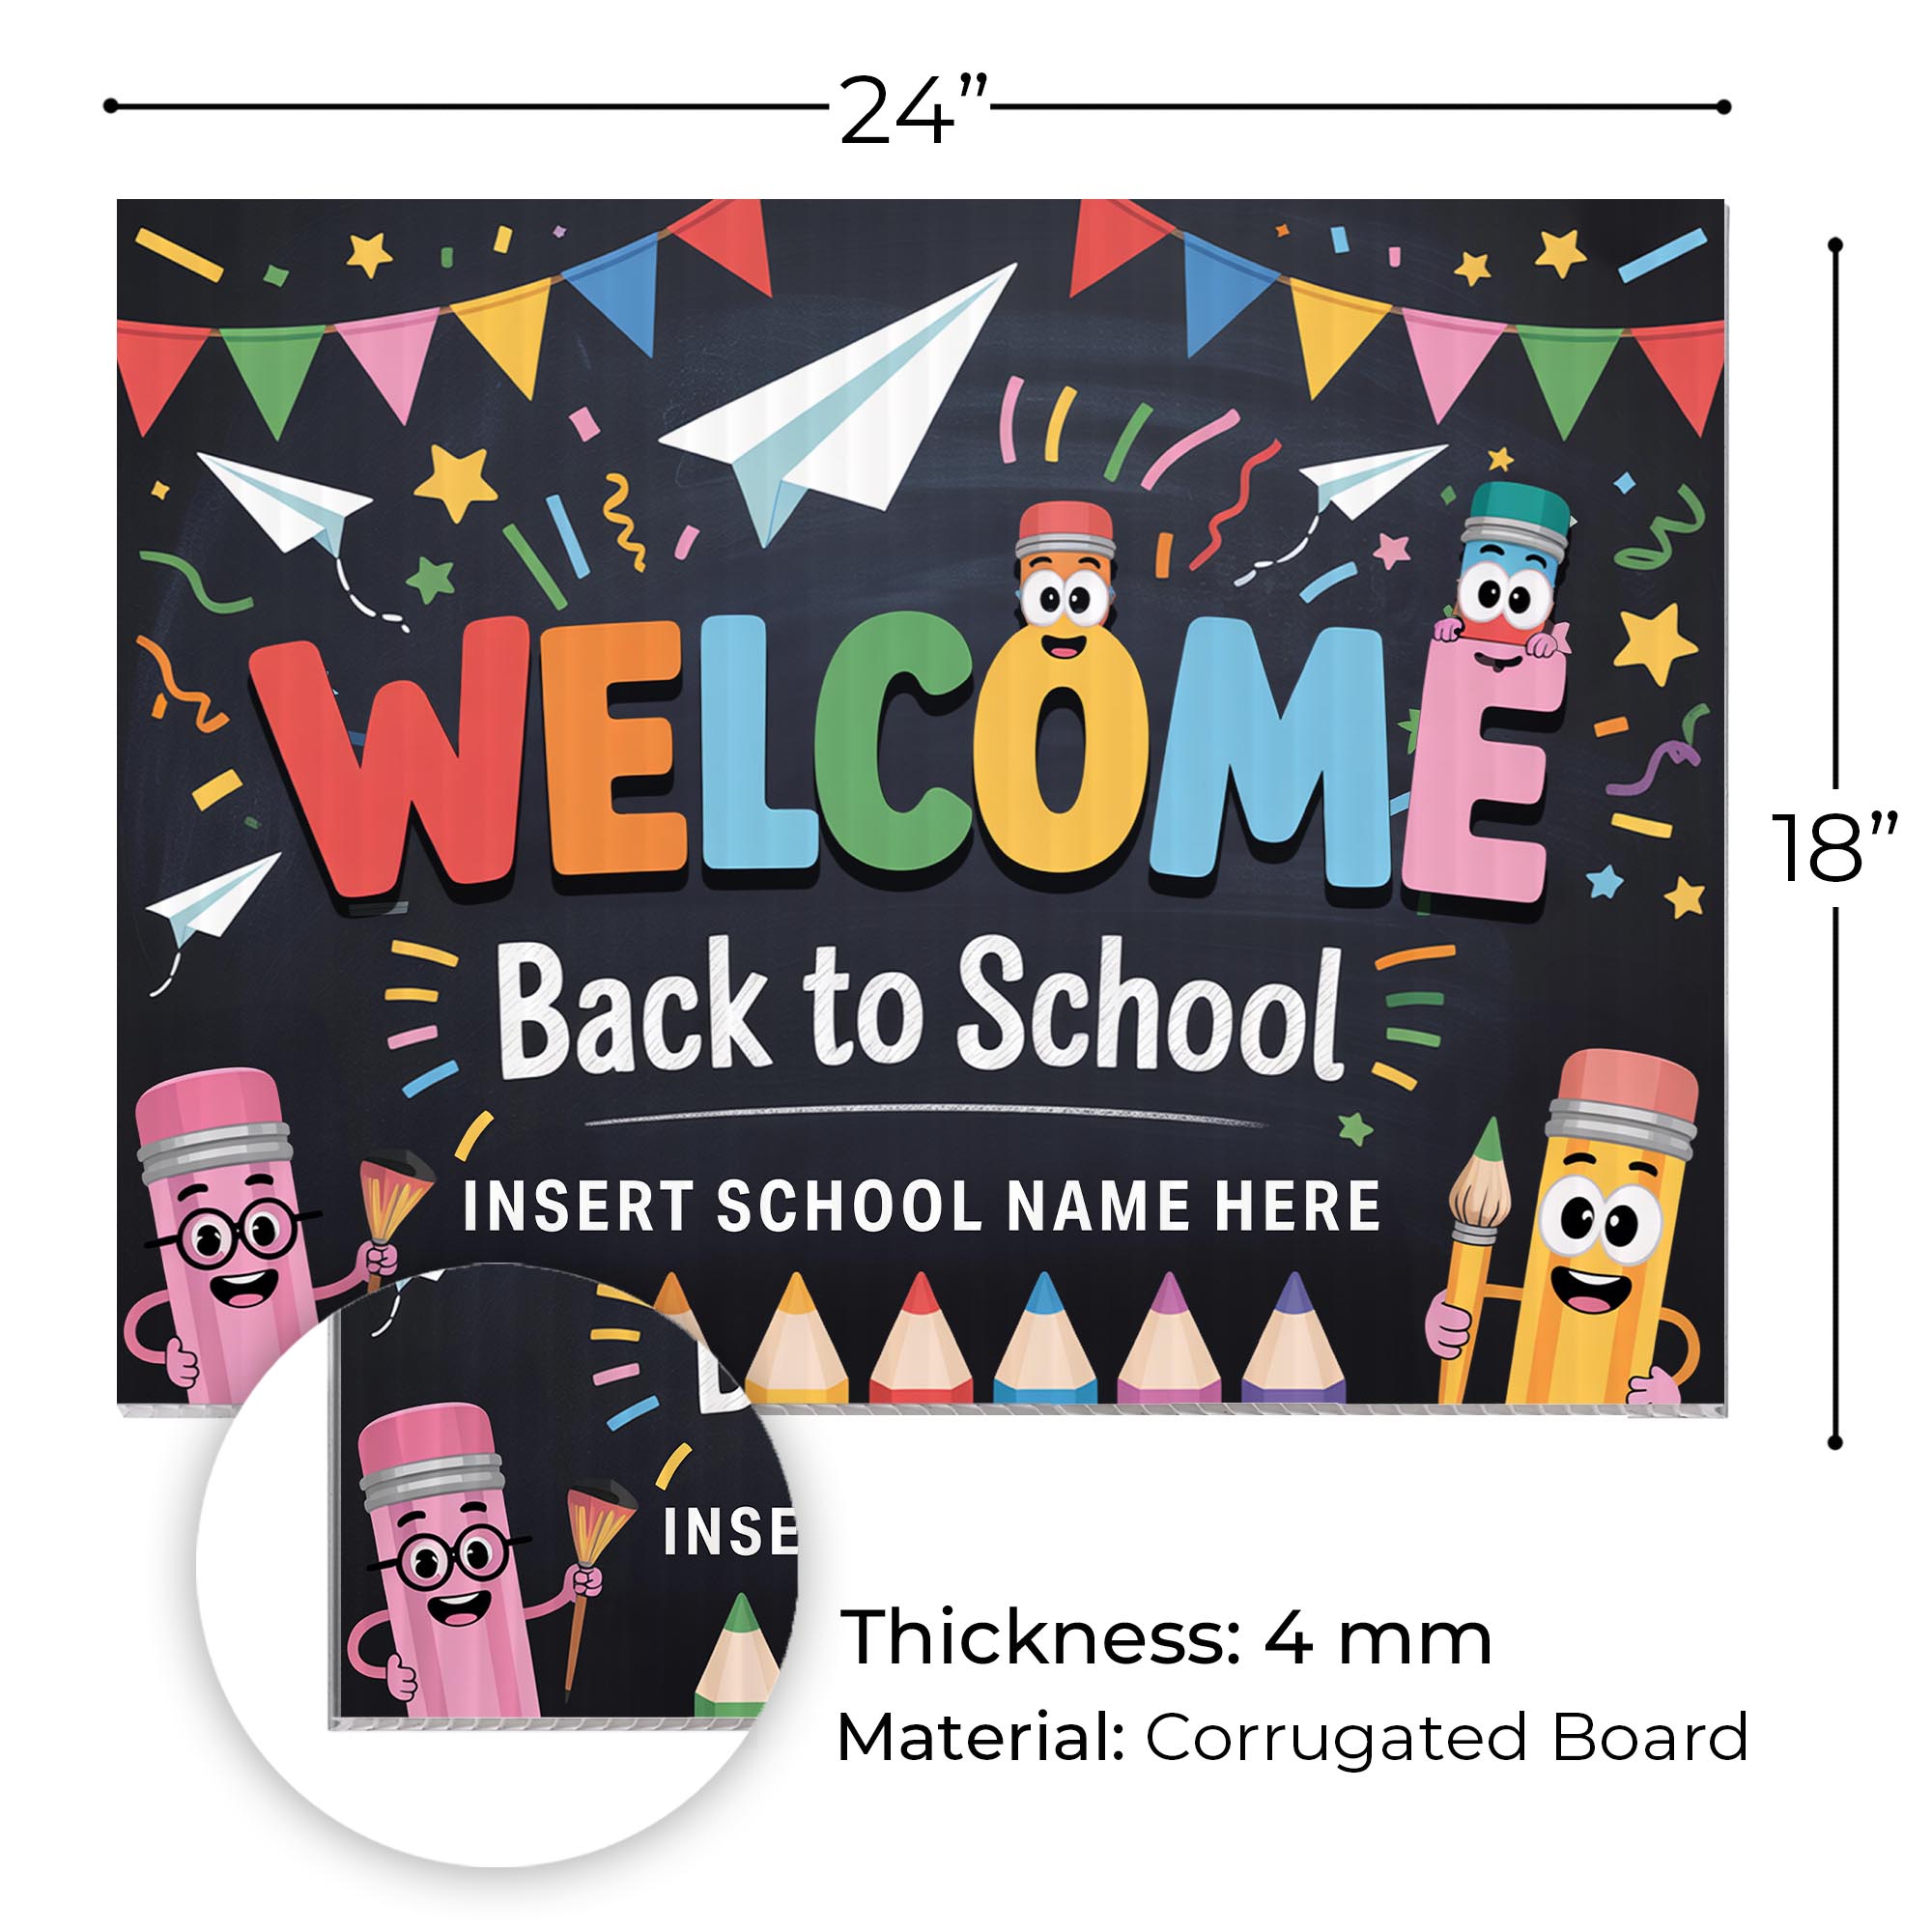 24”
WELCOME
Back to School
INSERT SCHOOL NAME HERE
18”
INSE
Thickness: 4 mm
Material: Corrugated Board